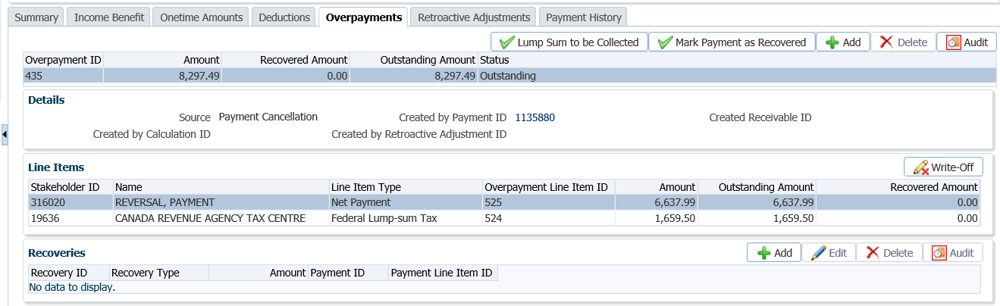 Summary Income Benefit Onetime Amounts Deductions Overpayments Retroactive Adjustments Payment History
Lump Sum to be Collected Mark Payment as Recovered Add Delete Audit
Overpayment ID Amount Recovered Amount Outstanding Amount Status
435 8,297.49 0.00 8,297.49 Outstanding
Details
Source Payment Cancellation Created by Payment ID 1135880 Created Receivable ID
Created by Calculation ID Created by Retroactive Adjustment ID
Line Items Write-Off
Stakeholder ID Name Line Item Type Overpayment Line Item ID Amount Outstanding Amount Recovered Amount
316020 REVERSAL, PAYMENT Net Payment 525 6,637.99 6,637.99 0.00
19636 CANADA REVENUE AGENCY TAX CENTRE Federal Lump-sum Tax 524 1,659.50 1,659.50 0.00
Recoveries Add Edit Delete Audit
Recovery ID Recovery Type Amount Payment ID Payment Line Item ID
No data to display.